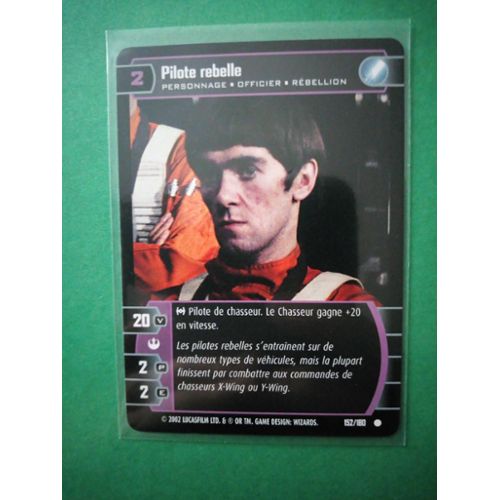 2 Pilote rebelle
PERSONNAGE ▪ OFFICIER ▪ RÉBELLION
20 V
2 P
2 E
Pilote de chasseur. Le Chasseur gagne +20
en vitesse.
Les pilotes rebelles s'entraînent sur de
nombreux types de véhicules, mais la plupart
finissent par combattre aux commandes de
chasseurs X-Wing ou Y-Wing.
© 2002 LUCASFILM LTD. & ® OR TM. GAME DESIGN: WIZARDS. 152/180